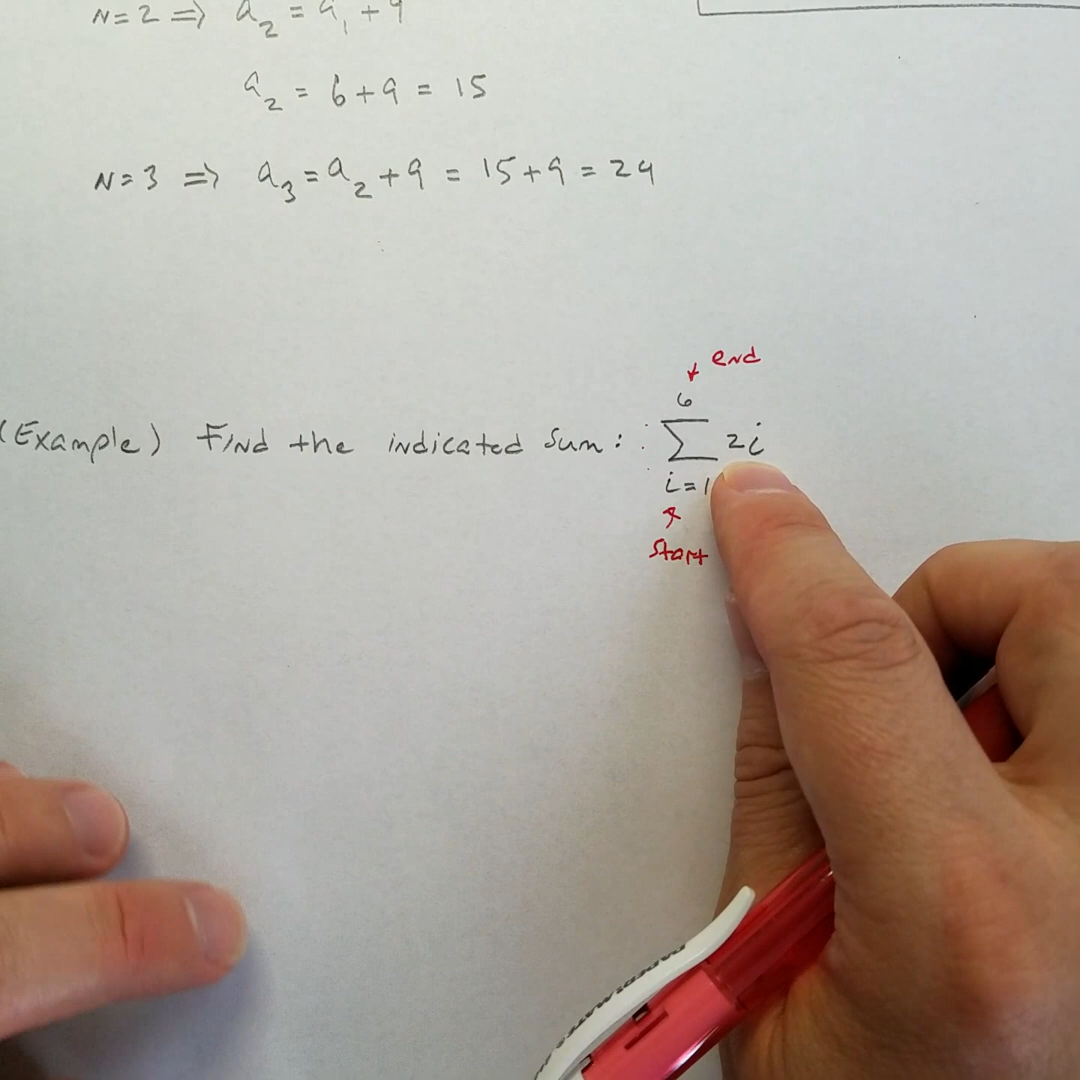 N=2 => a₂ = a₁ + 9
a₂ = 6+9 = 15
N=3 => a₃ = a₂ + 9 = 15+9 = 24
end
6
(Example) Find the indicated sum: Σ 2i
i=1
start
PAPERMATE